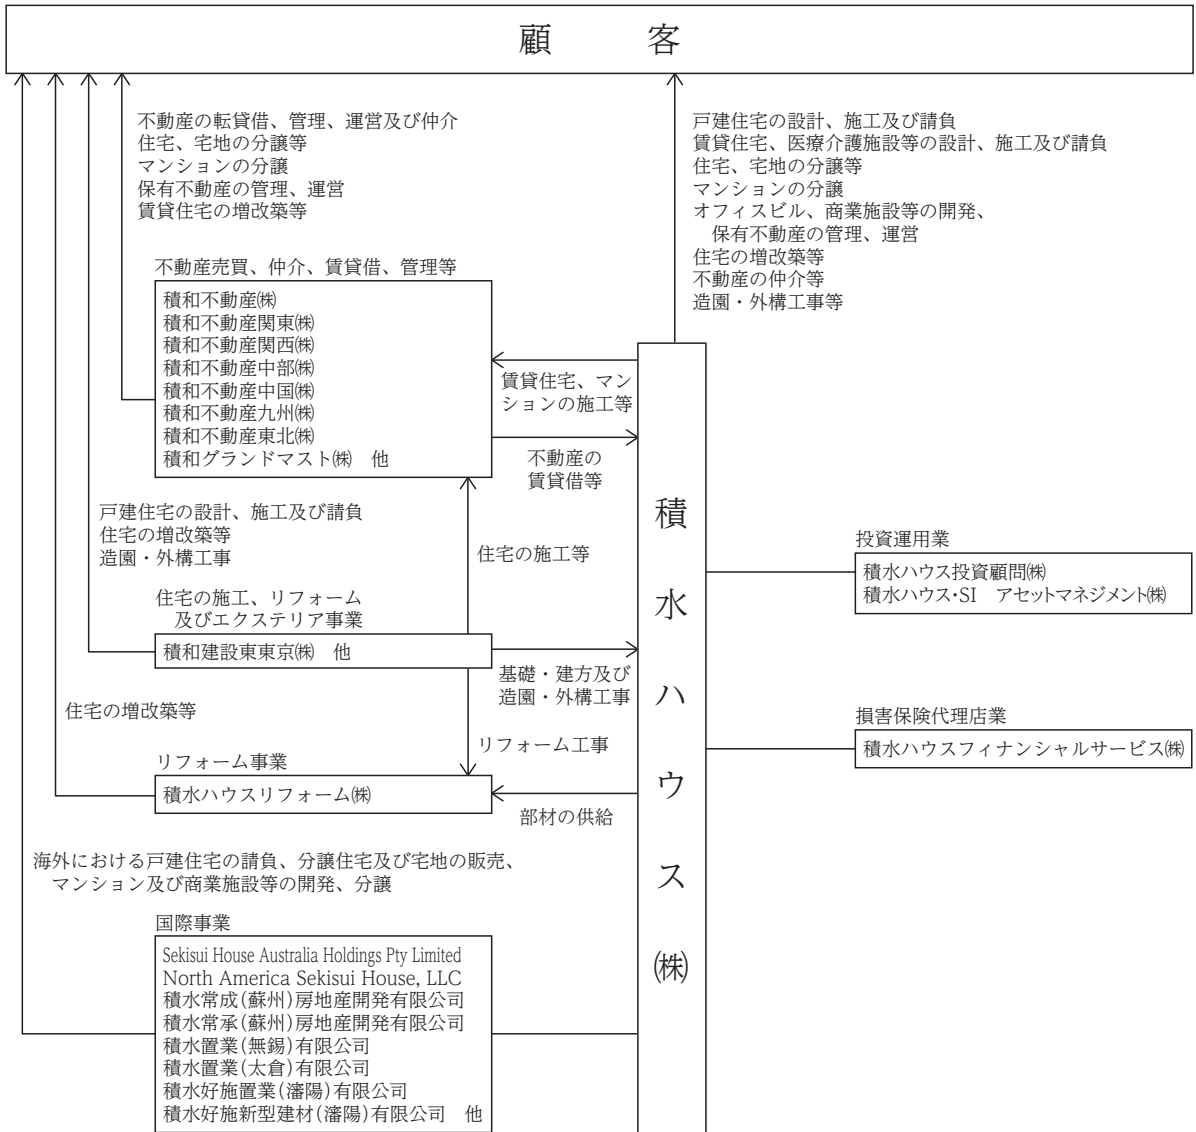 顧　客
不動産の転貸借、管理、運営及び仲介
住宅、宅地の分譲等
マンションの分譲
保有不動産の管理、運営
賃貸住宅の増改築等
戸建住宅の設計、施工及び請負
賃貸住宅、医療介護施設等の設計、施工及び請負
住宅、宅地の分譲等
マンションの分譲
オフィスビル、商業施設等の開発、
保有不動産の管理、運営
住宅の増改築等
不動産の仲介等
造園・外構工事等
不動産売買、仲介、賃貸借、管理等
積和不動産㈱
積和不動産関東㈱
積和不動産関西㈱
積和不動産中部㈱
積和不動産中国㈱
積和不動産九州㈱
積和不動産東北㈱
積和グランドマスト㈱　他
賃貸住宅、マン
ションの施工等
不動産の
賃貸借等
戸建住宅の設計、施工及び請負
住宅の増改築等
造園・外構工事
住宅の施工等
住宅の施工、リフォーム
及びエクステリア事業
積和建設東東京㈱　他
基礎・建方及び
造園・外構工事
住宅の増改築等
リフォーム工事
リフォーム事業
積水ハウスリフォーム㈱
部材の供給
海外における戸建住宅の請負、分譲住宅及び宅地の販売、
マンション及び商業施設等の開発、分譲
国際事業
Sekisui House Australia Holdings Pty Limited
North America Sekisui House, LLC
積水常成(蘇州)房地産開発有限公司
積水常承(蘇州)房地産開発有限公司
積水置業(無錫)有限公司
積水置業(太倉)有限公司
積水好施置業(瀋陽)有限公司
積水好施新型建材(瀋陽)有限公司　他
積水ハウス㈱
投資運用業
積水ハウス投資顧問㈱
積水ハウス・SI　アセットマネジメント㈱
損害保険代理店業
積水ハウスフィナンシャルサービス㈱